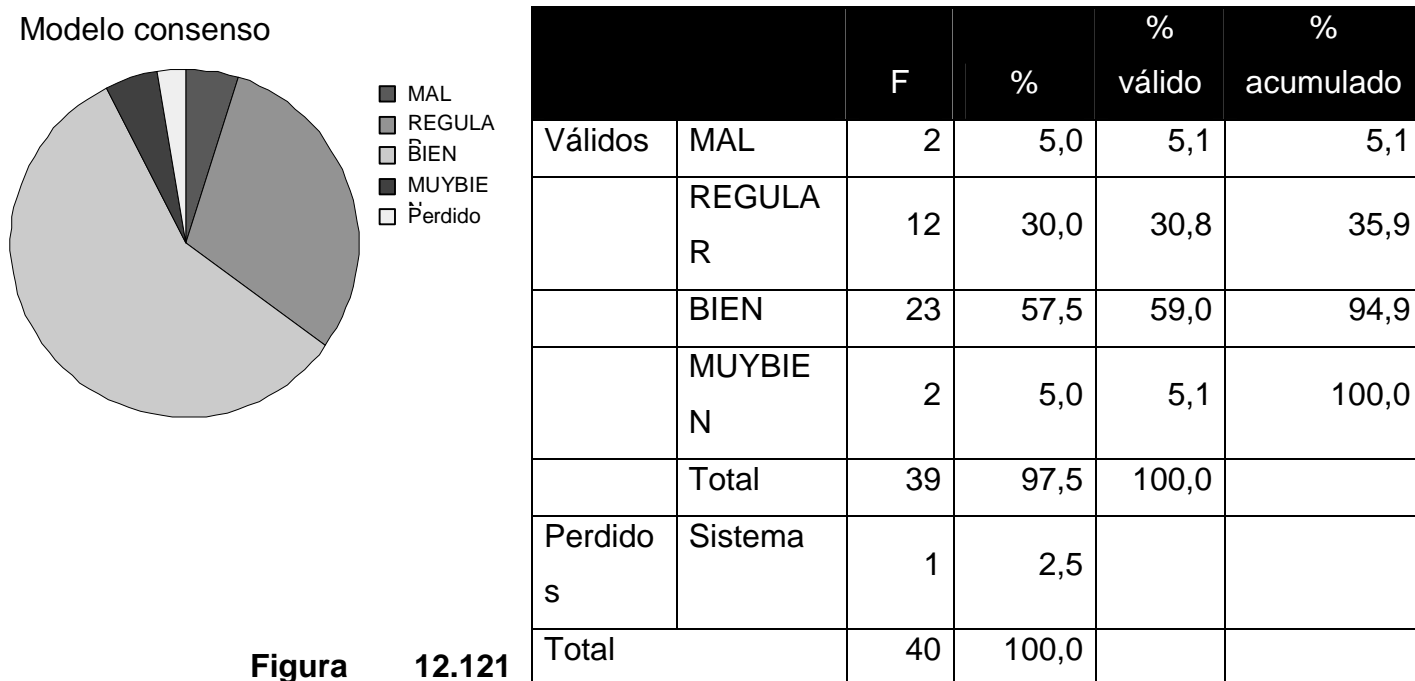 Modelo consenso
MAL
REGULA
BIEN
MUYBIE
Perdido
F % % válido % acumulado
Válidos MAL 2 5,0 5,1 5,1
REGULA
R 12 30,0 30,8 35,9
BIEN 23 57,5 59,0 94,9
MUYBIE
N 2 5,0 5,1 100,0
Total 39 97,5 100,0
Perdido
s Sistema 1 2,5
Total 40 100,0
Figura 12.121